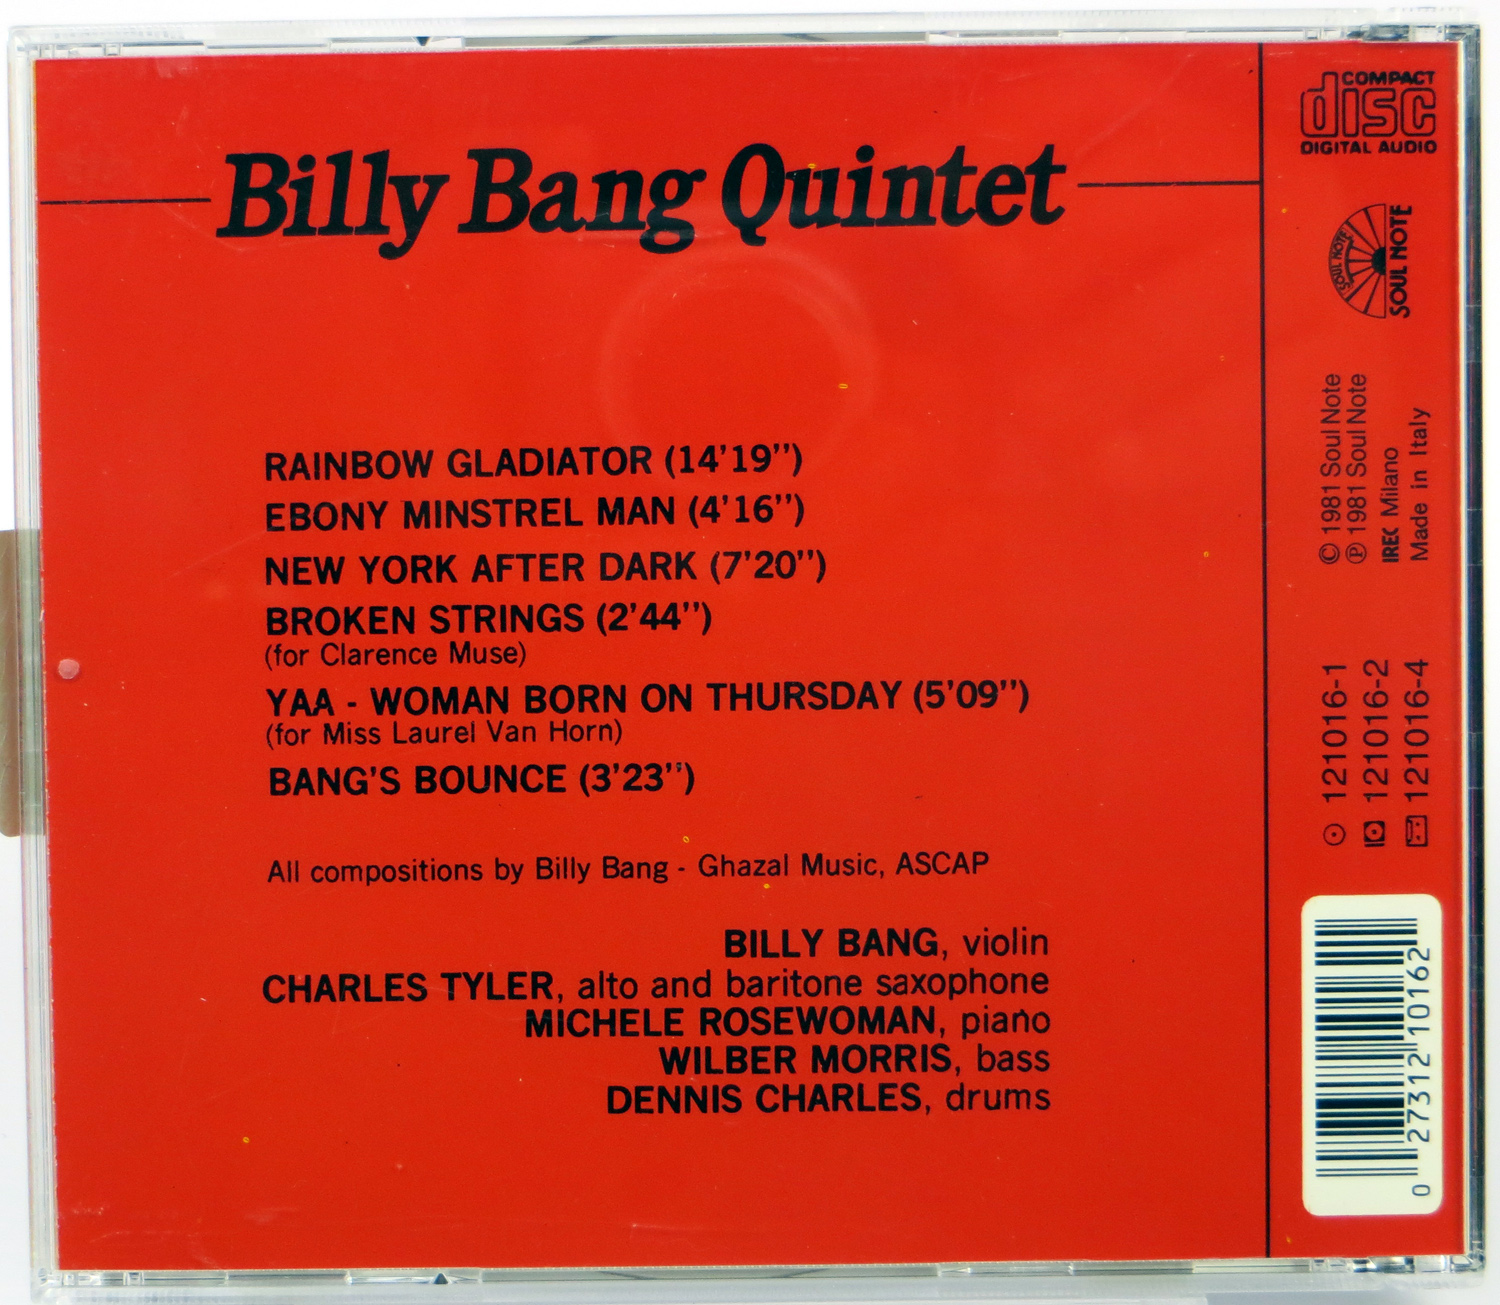 Billy Bang Quintet
RAINBOW GLADIATOR (14'19'')
EBONY MINSTREL MAN (4'16'')
NEW YORK AFTER DARK (7'20'')
BROKEN STRINGS (2'44'')
(for Clarence Muse)
YAA - WOMAN BORN ON THURSDAY (5'09'')
(for Miss Laurel Van Horn)
BANG'S BOUNCE (3'23'')
All compositions by Billy Bang - Ghazal Music, ASCAP
BILLY BANG, violin
CHARLES TYLER, alto and baritone saxophone
MICHELE ROSEWOMAN, piano
WILBER MORRIS, bass
DENNIS CHARLES, drums
COMPACT
disc
DIGITAL AUDIO
SOUL NOTE
SOUL NOTE
© 1981 Soul Note
℗ 1981 Soul Note
IREC Milano
Made in Italy
121016-1
121016-2
121016-4
0 27312 10162